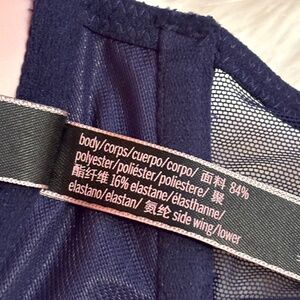 body/corps/cuerpo/corpo/ 面料 84%
polyester/poliéster/poliestere/ 聚
酯纤维 16% elastane/élasthanne/
elastano/elastan/ 氨纶 side wing/lower